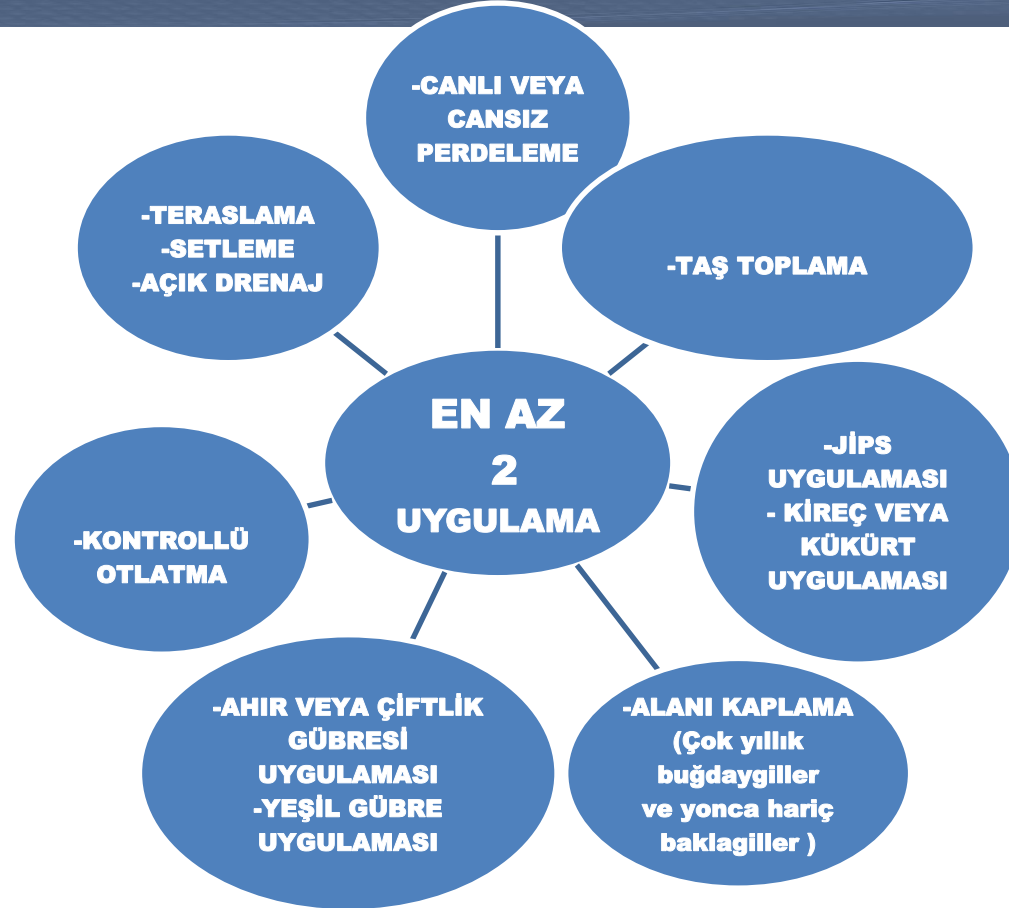 -CANLI VEYA
CANSIZ
PERDELEME
-TERASLAMA
-SETLEME
-AÇIK DRENAJ
-TAŞ TOPLAMA
EN AZ
2
UYGULAMA
-JİPS
UYGULAMASI
- KİREÇ VEYA
KÜKÜRT
UYGULAMASI
-KONTROLLÜ
OTLATMA
-AHIR VEYA ÇİFTLİK
GÜBRESİ
UYGULAMASI
-YEŞİL GÜBRE
UYGULAMASI
-ALANI KAPLAMA
(Çok yıllık
buğdaygiller
ve yonca hariç
baklagiller )